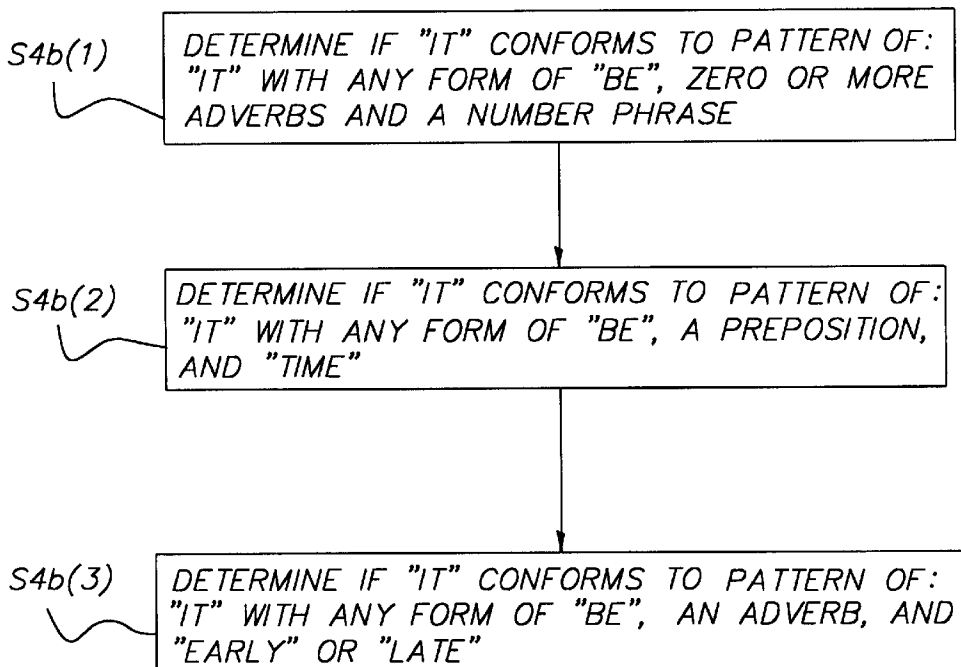 S4b(1)
DETERMINE IF "IT" CONFORMS TO PATTERN OF:
"IT" WITH ANY FORM OF "BE", ZERO OR MORE
ADVERBS AND A NUMBER PHRASE
S4b(2)
DETERMINE IF "IT" CONFORMS TO PATTERN OF:
"IT" WITH ANY FORM OF "BE", A PREPOSITION,
AND "TIME"
S4b(3)
DETERMINE IF "IT" CONFORMS TO PATTERN OF:
"IT" WITH ANY FORM OF "BE", AN ADVERB, AND
"EARLY" OR "LATE"